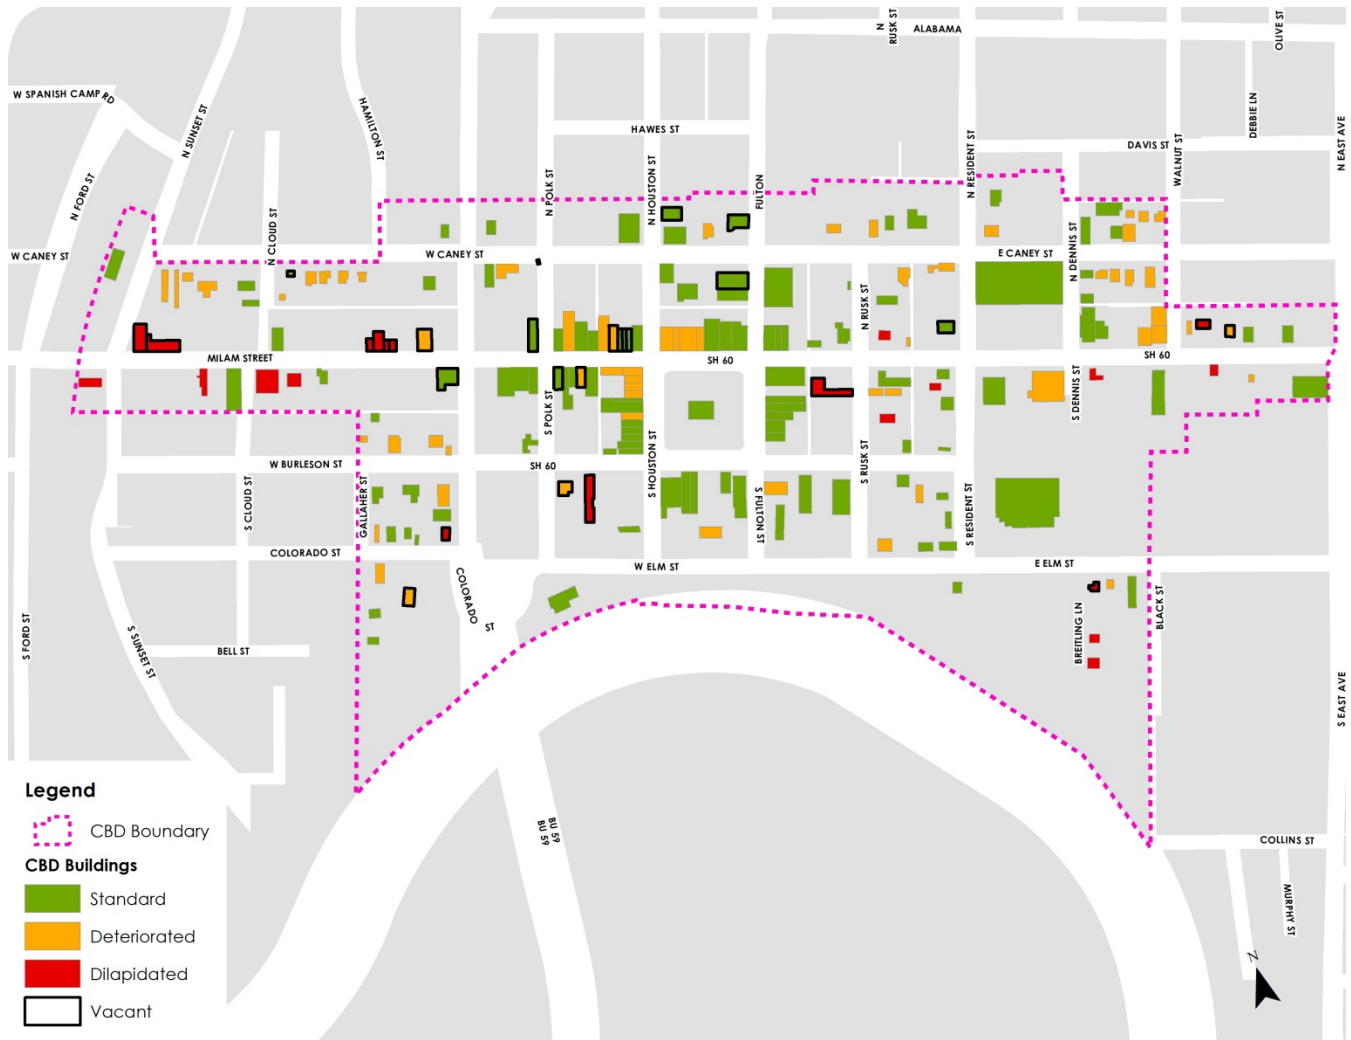 N
RUSK ST
ALABAMA
OLIVE ST
W SPANISH CAMP RD
N SUNSET ST
HAMILTON ST
HAWES ST
DAVIS ST
DEBBIE LN
N EAST AVE
WALNUT ST
N FORD ST
N CLOUD ST
N POLK ST
N HOUSTON ST
FULTON
N RESIDENT ST
W CANEY ST
W CANEY ST
E CANEY ST
N DENNIS ST
N RUSK ST
MILAM STREET
SH 60
SH 60
S POLK ST
S DENNIS ST
S HOUSTON ST
S RUSK ST
W BURLESON ST
SH 60
S CLOUD ST
GALLAHER ST
S FULTON ST
S RESIDENT ST
COLORADO ST
W ELM ST
E ELM ST
COLORADO
ST
S FORD ST
S SUNSET ST
BELL ST
BREITLING LN
BLACK ST
S EAST AVE
BU 59
BU 59
COLLINS ST
MURPHY ST
N
Legend
CBD Boundary
CBD Buildings
Standard
Deteriorated
Dilapidated
Vacant